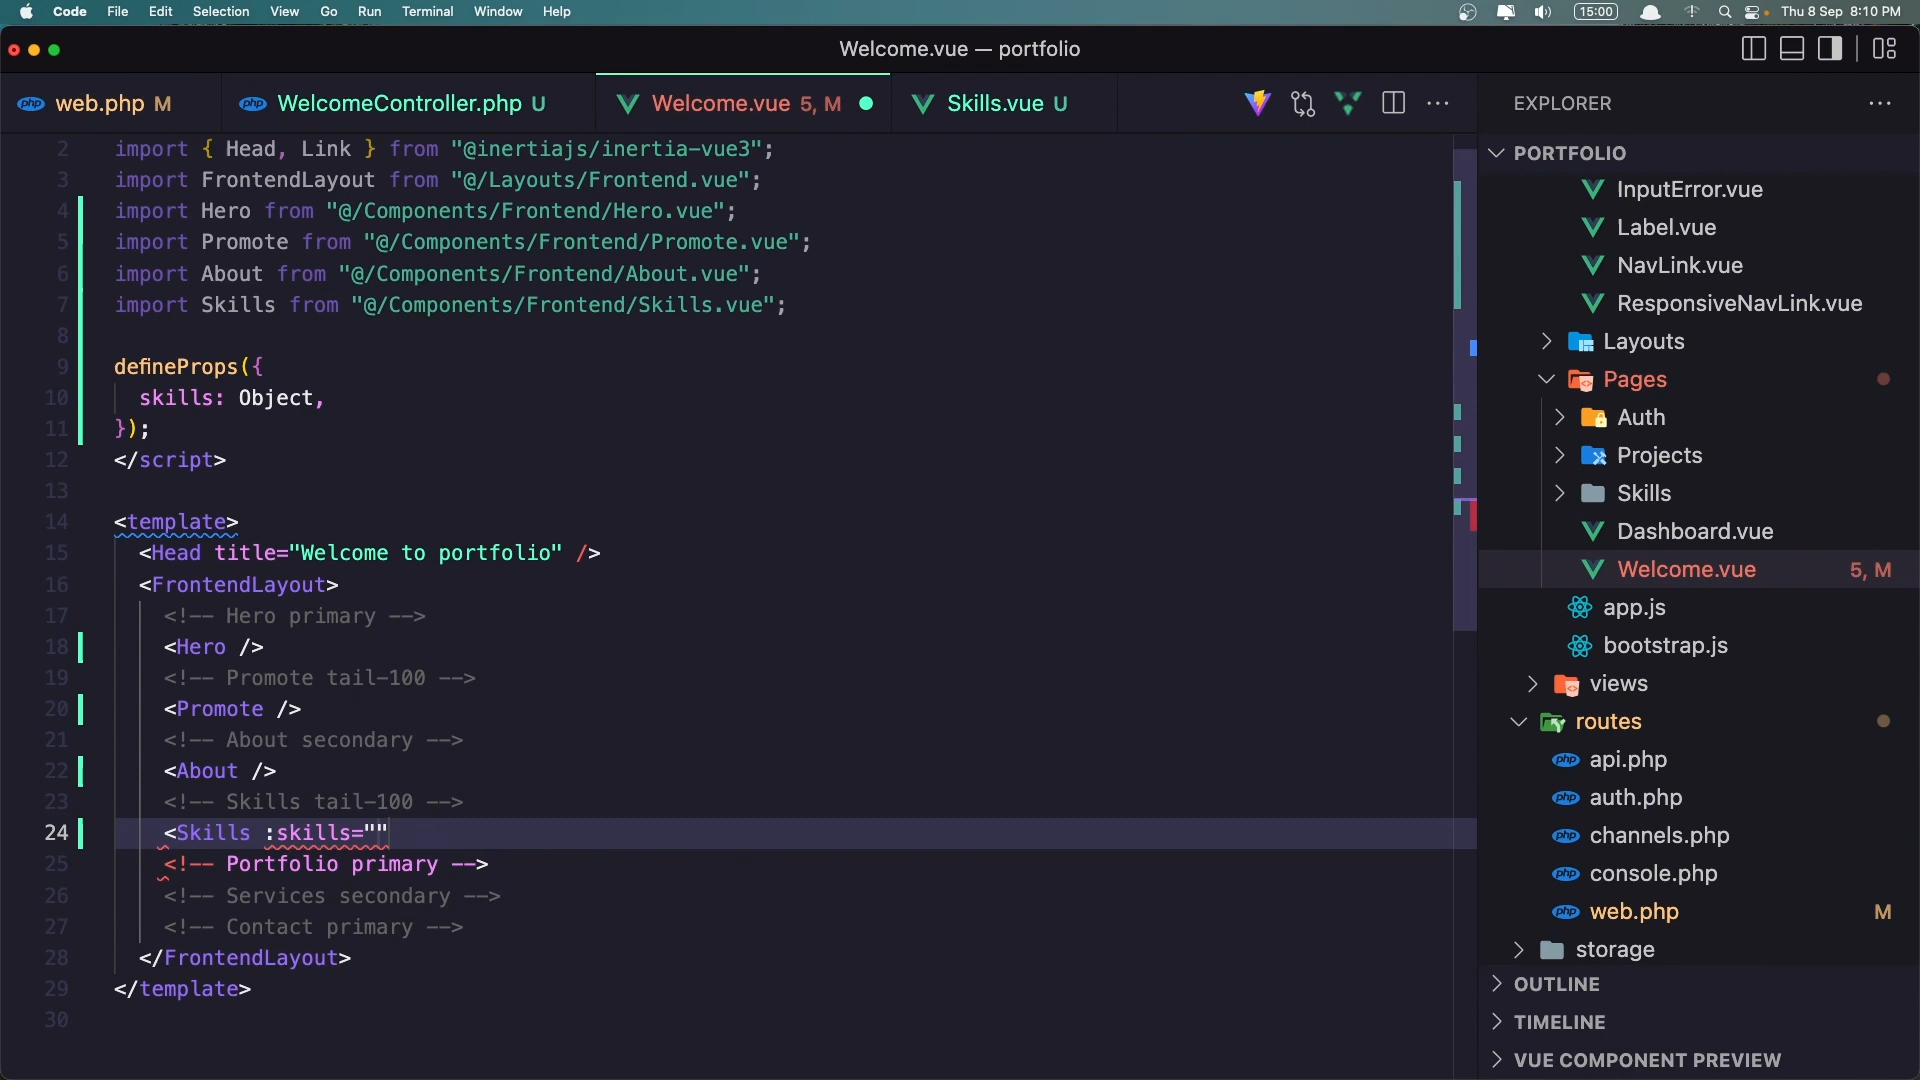 Code File Edit Selection View Go Run Terminal Window Help 15:00 Thu 8 Sep 8:10 PM
Welcome.vue — portfolio
php web.php M php WelcomeController.php U Welcome.vue 5, M Skills.vue U
2 import { Head, Link } from "@inertiajs/inertia-vue3";
3 import FrontendLayout from "@/Layouts/Frontend.vue";
4 import Hero from "@/Components/Frontend/Hero.vue";
5 import Promote from "@/Components/Frontend/Promote.vue";
6 import About from "@/Components/Frontend/About.vue";
7 import Skills from "@/Components/Frontend/Skills.vue";
8
9 defineProps({
10 skills: Object,
11 });
12 </script>
13
14 <template>
15 <Head title="Welcome to portfolio" />
16 <FrontendLayout>
17 <!-- Hero primary -->
18 <Hero />
19 <!-- Promote tail-100 -->
20 <Promote />
21 <!-- About secondary -->
22 <About />
23 <!-- Skills tail-100 -->
24 <Skills :skills=""
25 <!-- Portfolio primary -->
26 <!-- Services secondary -->
27 <!-- Contact primary -->
28 </FrontendLayout>
29 </template>
30
EXPLORER
PORTFOLIO
InputError.vue
Label.vue
NavLink.vue
ResponsiveNavLink.vue
Layouts
Pages
Auth
Projects
Skills
Dashboard.vue
Welcome.vue 5, M
app.js
bootstrap.js
views
routes
php api.php
php auth.php
php channels.php
php console.php
php web.php M
storage
OUTLINE
TIMELINE
VUE COMPONENT PREVIEW